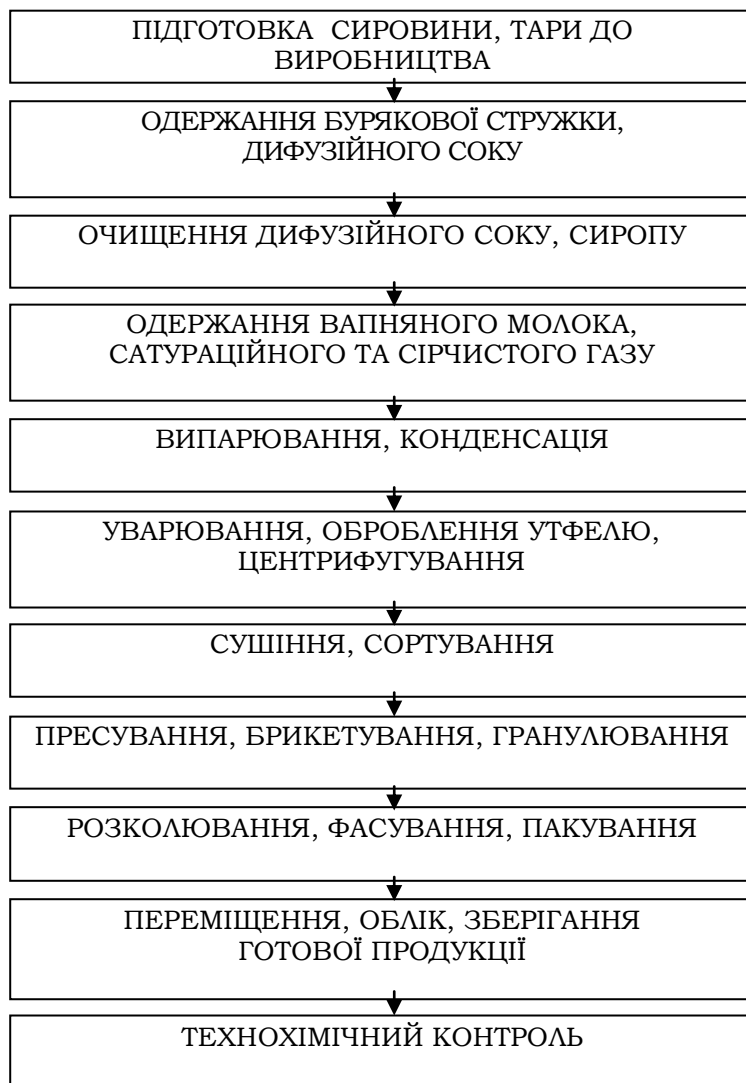 ПІДГОТОВКА СИРОВИНИ, ТАРИ ДО
ВИРОБНИЦТВА
ОДЕРЖАННЯ БУРЯКОВОЇ СТРУЖКИ,
ДИФУЗІЙНОГО СОКУ
ОЧИЩЕННЯ ДИФУЗІЙНОГО СОКУ, СИРОПУ
ОДЕРЖАННЯ ВАПНЯНОГО МОЛОКА,
САТУРАЦІЙНОГО ТА СІРЧИСТОГО ГАЗУ
ВИПАРЮВАННЯ, КОНДЕНСАЦІЯ
УВАРЮВАННЯ, ОБРОБЛЕННЯ УТФЕЛЮ,
ЦЕНТРИФУГУВАННЯ
СУШІННЯ, СОРТУВАННЯ
ПРЕСУВАННЯ, БРИКЕТУВАННЯ, ГРАНУЛЮВАННЯ
РОЗКОЛЮВАННЯ, ФАСУВАННЯ, ПАКУВАННЯ
ПЕРЕМІЩЕННЯ, ОБЛІК, ЗБЕРІГАННЯ
ГОТОВОЇ ПРОДУКЦІЇ
ТЕХНОХІМІЧНИЙ КОНТРОЛЬ